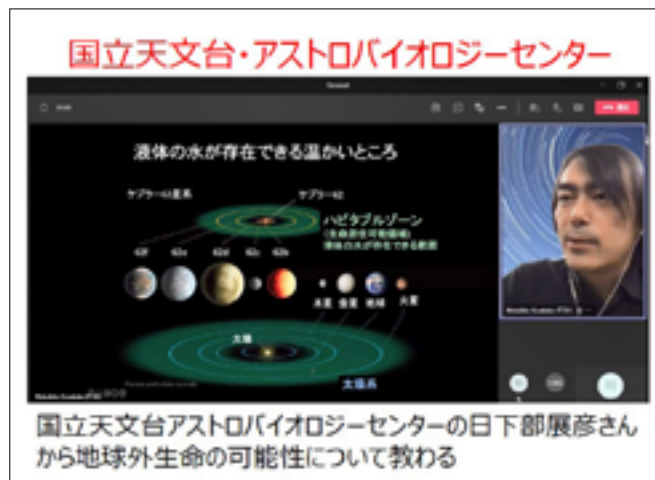 国立天文台・アストロバイオロジーセンター
液体の水が存在できる温かいところ
ケプラー62星系
ケプラー62
ハビタブルゾーン
(生命居住可能領域)
液体の水が存在できる範囲
62f 62e 62d 62c 62b
水星 金星 地球 火星
太陽
太陽系
国立天文台アストロバイオロジーセンターの日下部展彦さん
から地球外生命の可能性について教わる